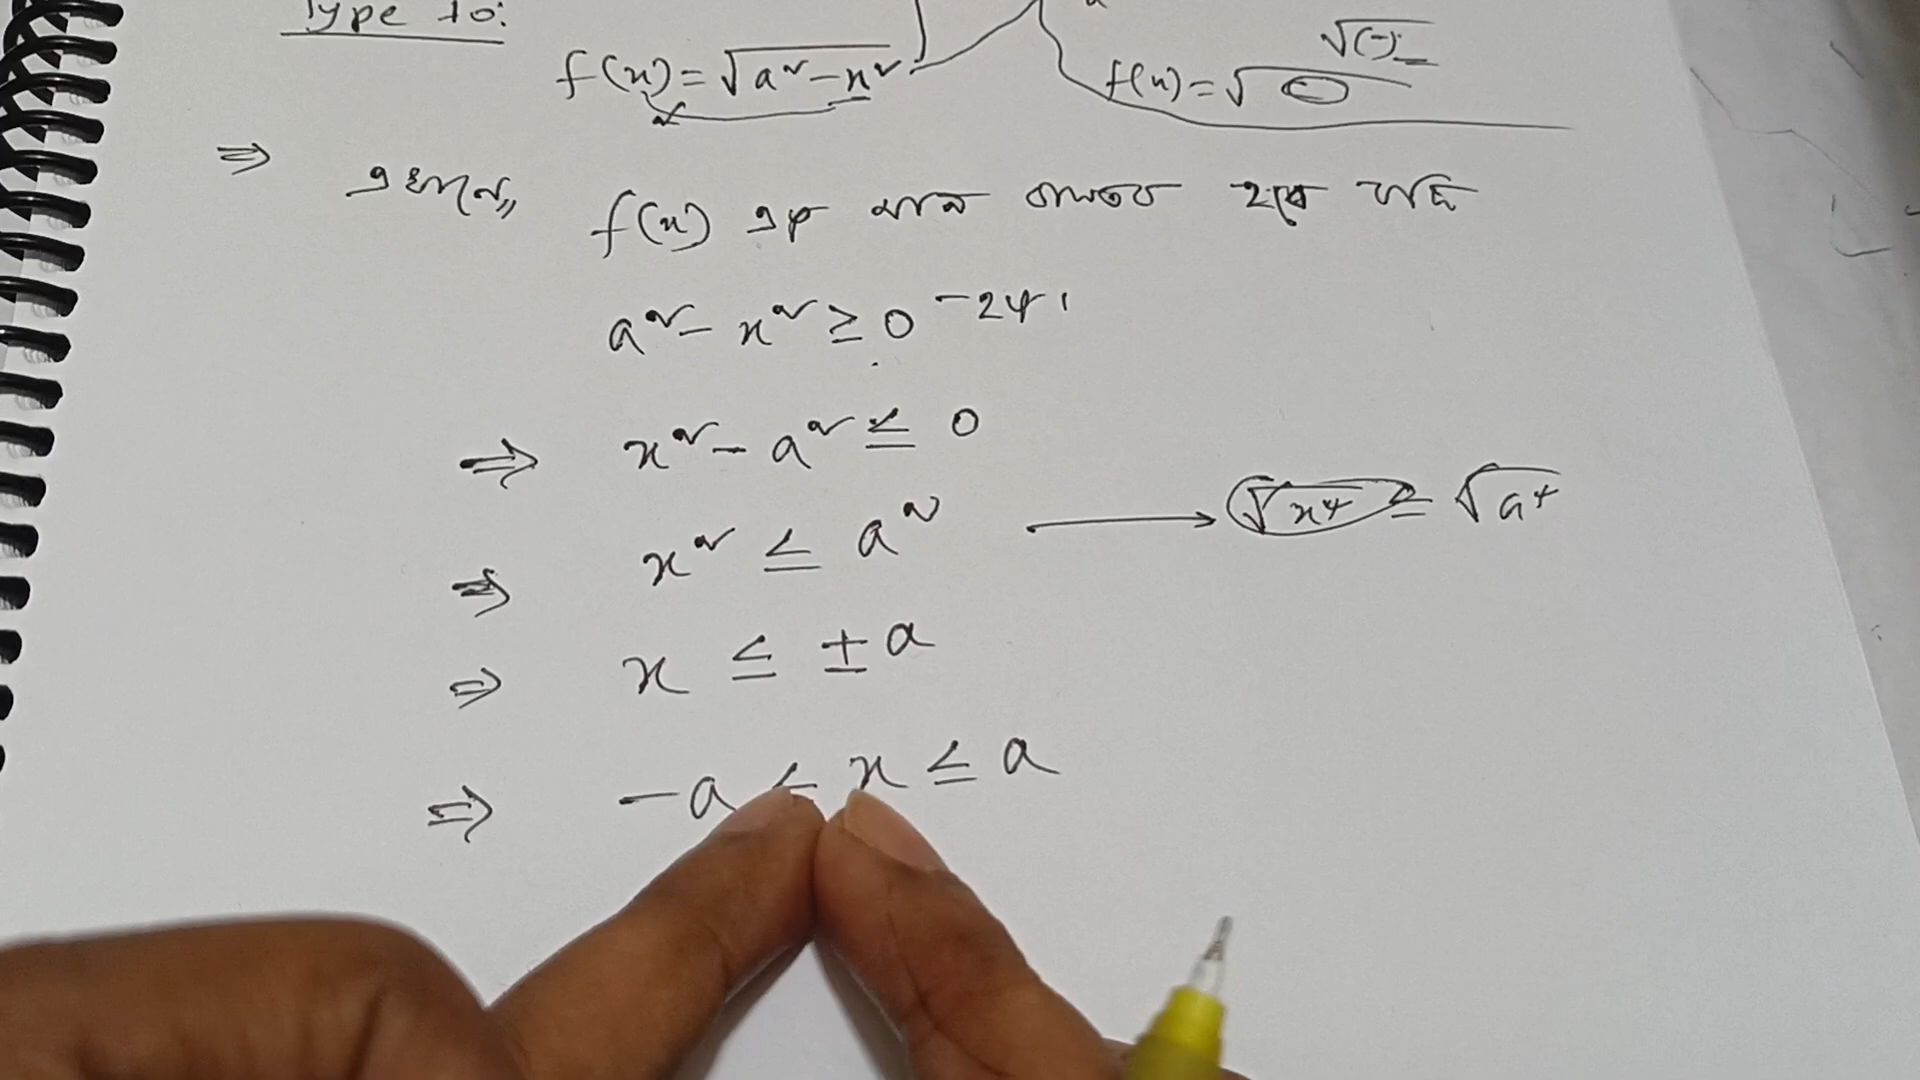 Type 10:
f(x) = √a²-x²
√(-)
f(x) = √(-)
⇒ এখানে,, f(x) এর মান বাস্তব হবে যদি
a² - x² ≥ 0 হয়।
⇒ x² - a² ≤ 0
⇒ x² ≤ a² → √x² = √a²
⇒ x ≤ ± a
⇒ -a ≤ x ≤ a